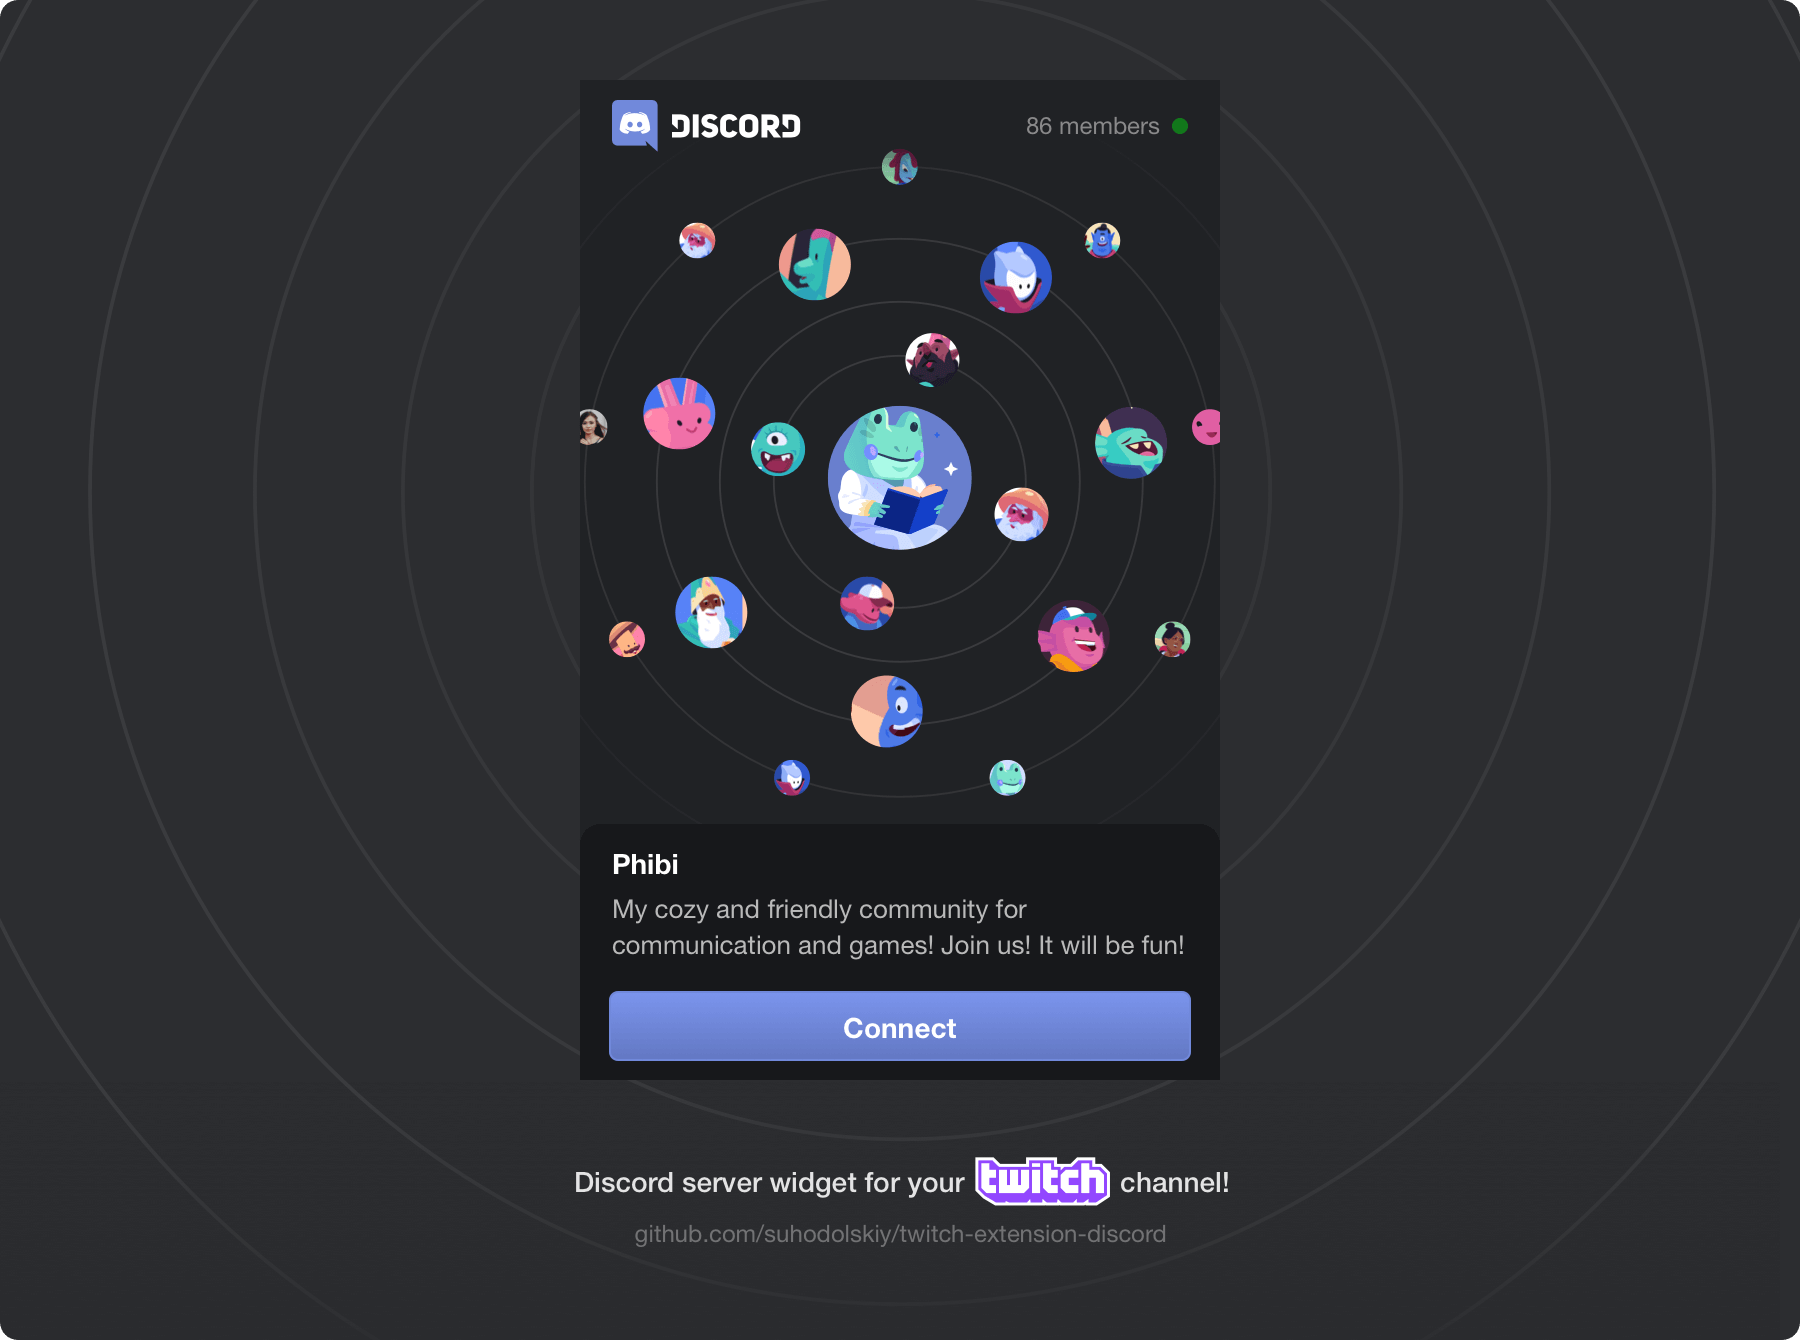 DISCORD
86 members
Phibi
My cozy and friendly community for
communication and games! Join us! It will be fun!
Connect
Discord server widget for your twitch channel!
github.com/suhodolskiy/twitch-extension-discord